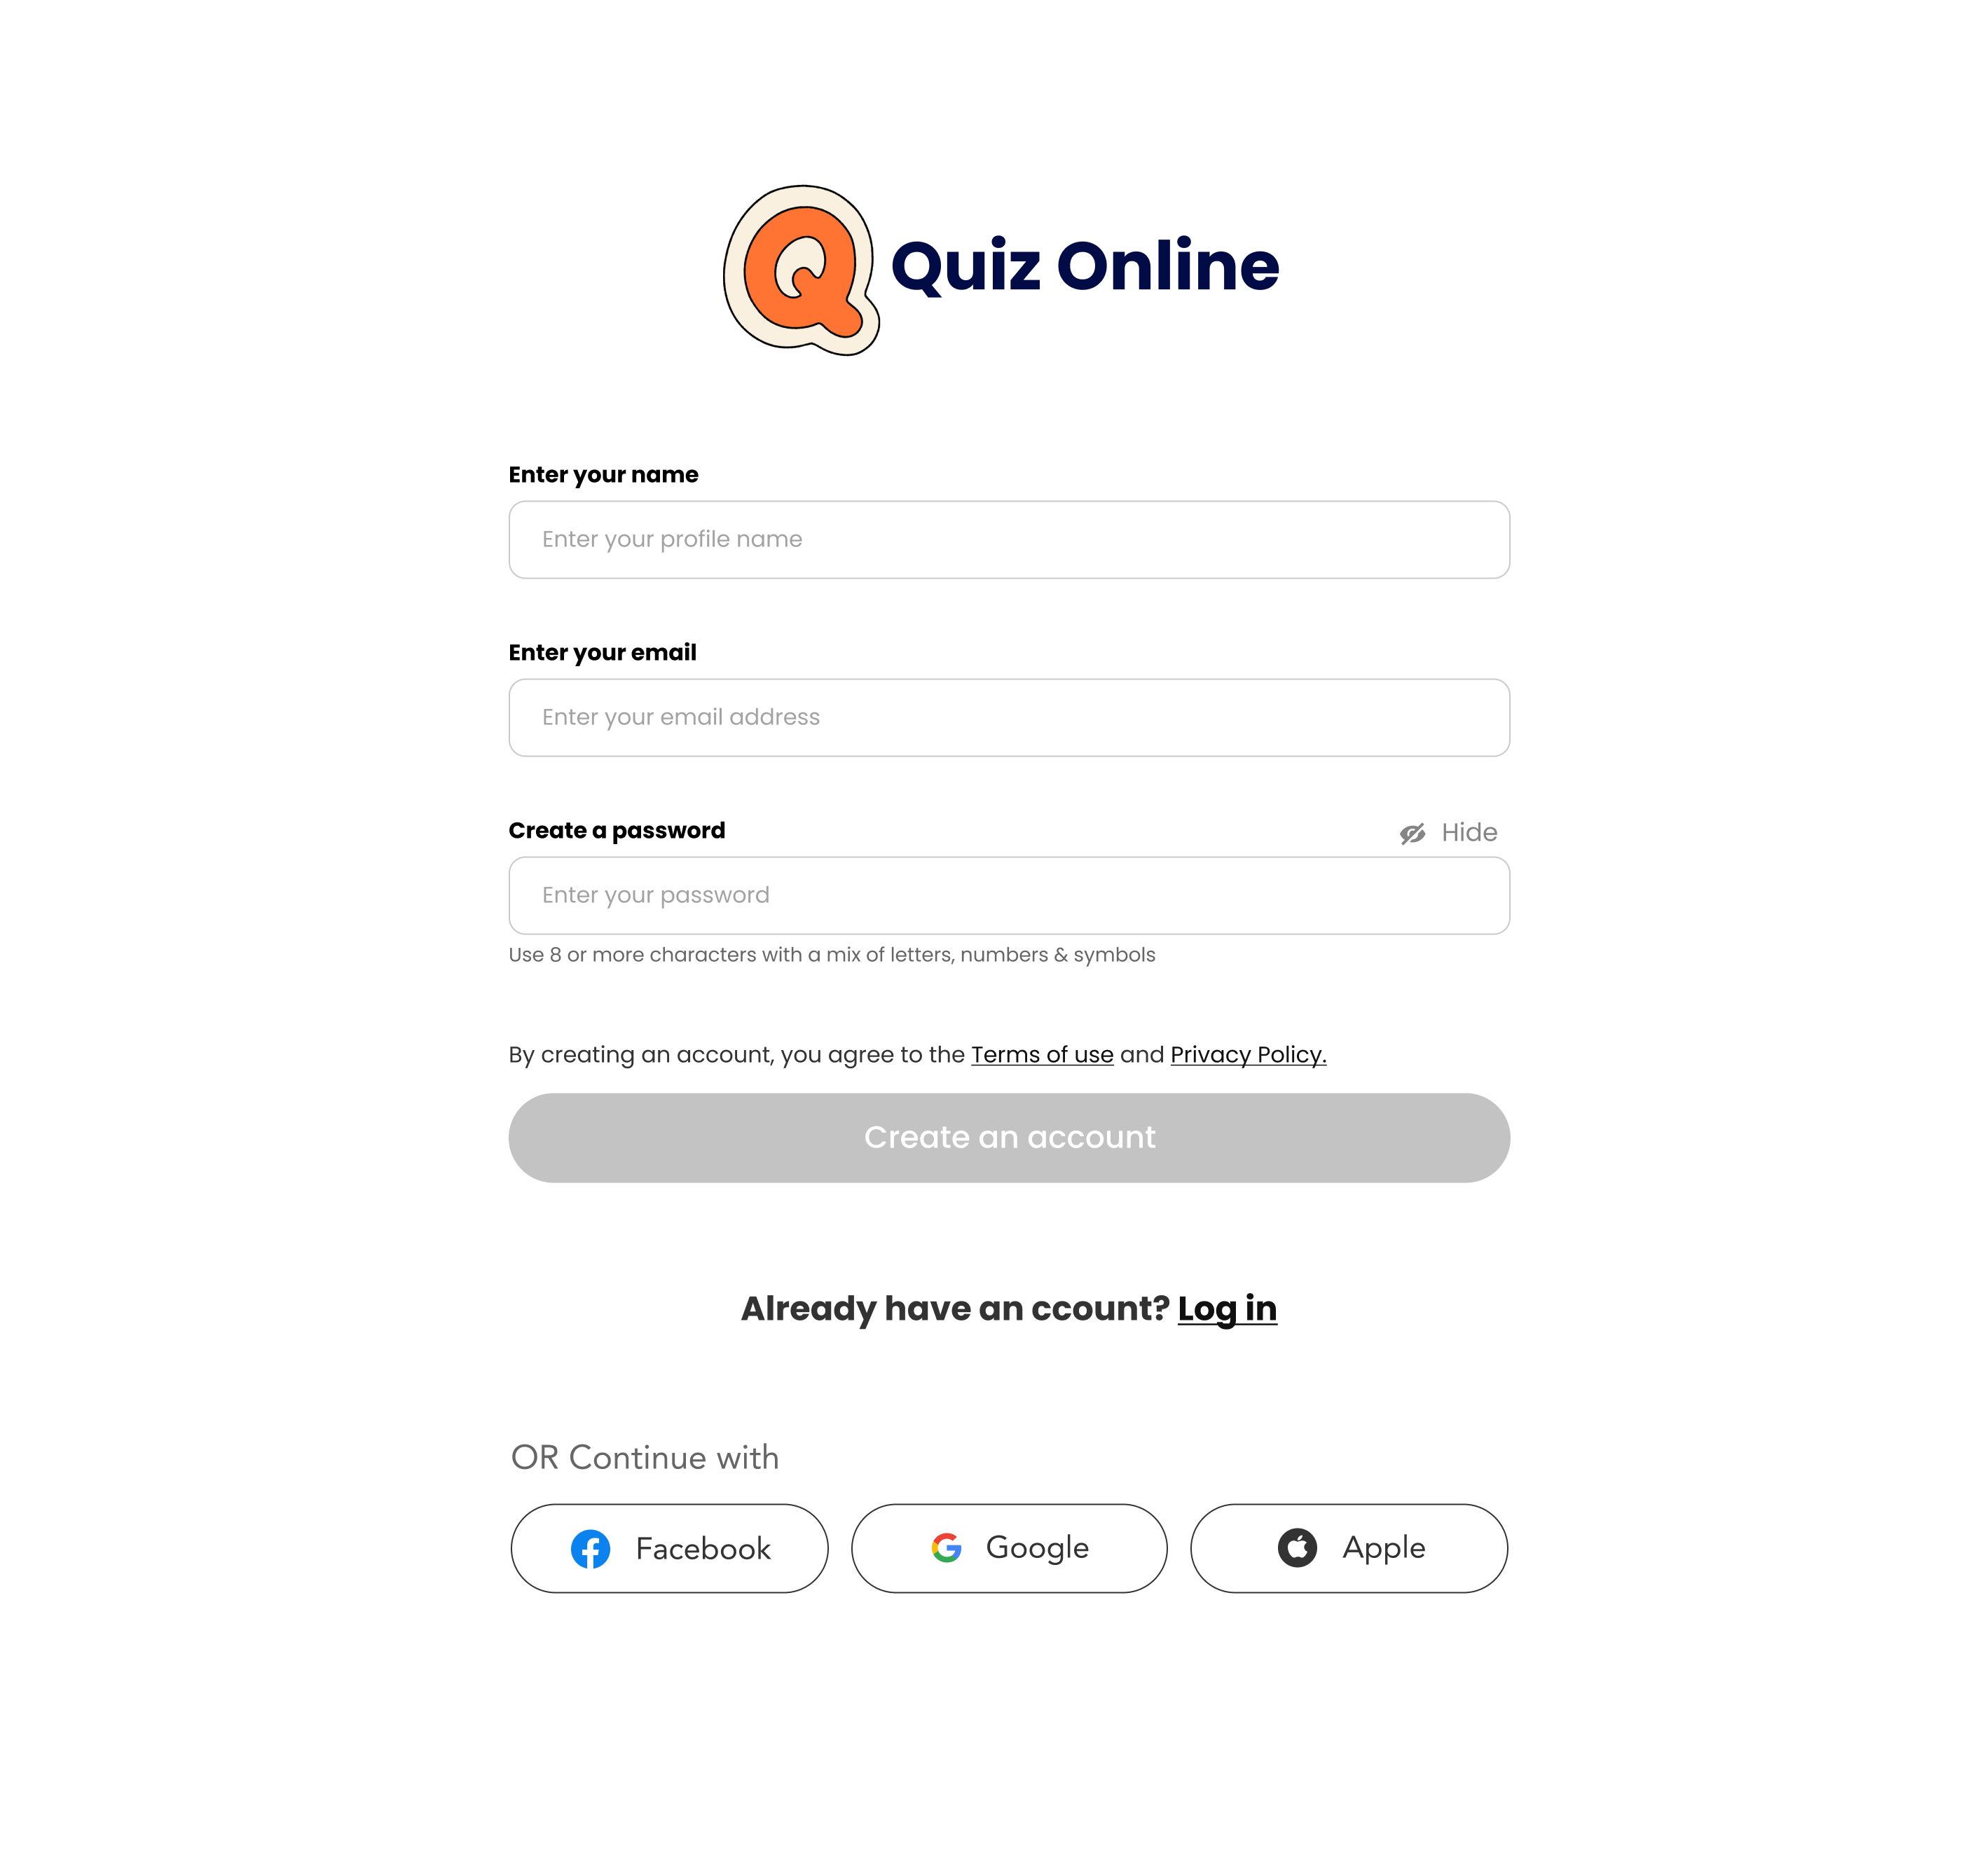 Q Quiz Online
Enter your name
Enter your profile name
Enter your email
Enter your email address
Create a password
Hide
Enter your password
Use 8 or more characters with a mix of letters, numbers & symbols
By creating an account, you agree to the Terms of use and Privacy Policy.
Create an account
Already have an ccount? Log in
OR Continue with
Facebook
Google
Apple